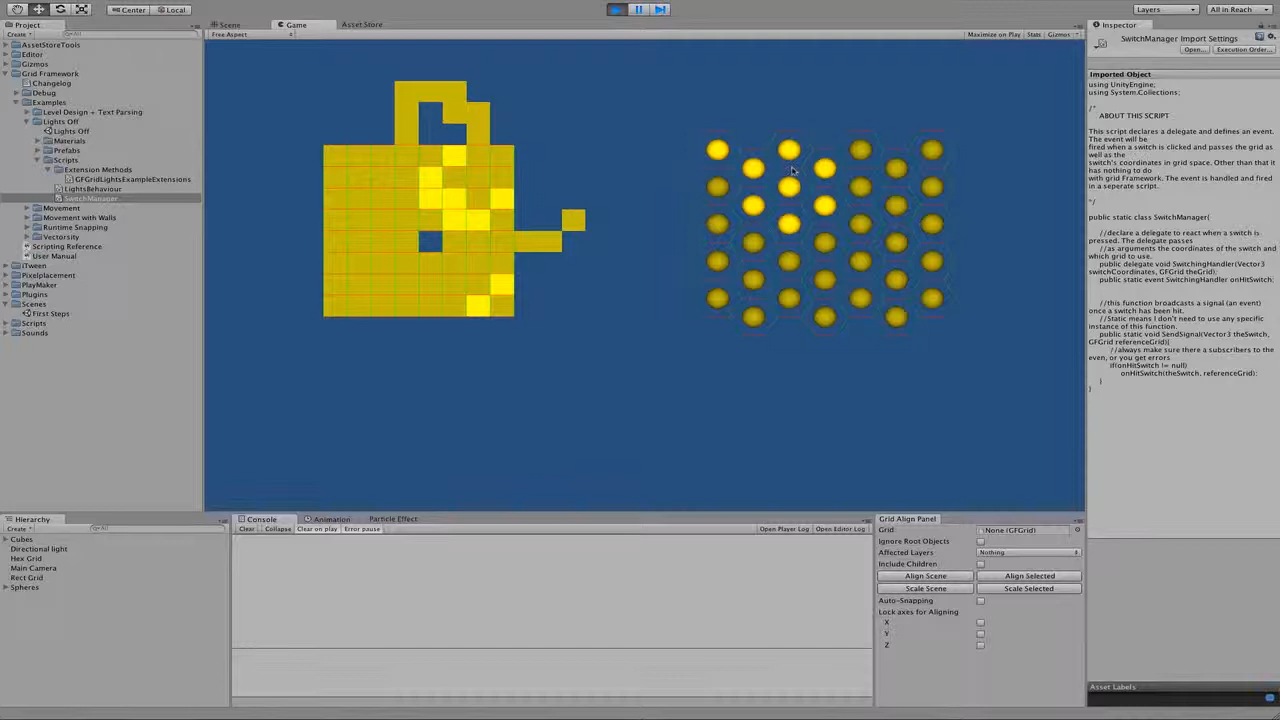 Center
Local
Layers
All in Reach
Project
Scene
Game
Asset Store
Inspector
Create
All
Free Aspect
Maximize on Play
Stats
Gizmos
SwitchManager Import Settings
Open...
Execution Order...
AssetStoreTools
Editor
Gizmos
Grid Framework
Changelog
Debug
Examples
Level Design + Text Parsing
Lights Off
Lights Off
Materials
Prefabs
Scripts
Extension Methods
GFGridLightsExampleExtensions
LightsBehaviour
SwitchManager
Movement
Movement with Walls
Runtime Snapping
Vectorsity
Scripting Reference
User Manual
iTween
Pixelplacement
PlayMaker
Plugins
Scenes
First Steps
Scripts
Sounds
Imported Object
using UnityEngine;
using System.Collections;
/*
ABOUT THIS SCRIPT
This script declares a delegate and defines an event.
The event will be
fired when a switch is clicked and passes the grid as
well as the
switch's coordinates in grid space. Other than that it
has nothing to do
with grid Framework. The event is handled and fired
in a seperate script.
*/
public static class SwitchManager{
//declare a delegate to react when a switch is
pressed. The delegate passes
//as arguments the coordinates of the switch and
which grid to use.
public delegate void SwitchingHandler(Vector3
switchCoordinates, GFGrid theGrid);
public static event SwitchingHandler onHitSwitch;
//this function broadcasts a signal (an event)
once a switch has been hit.
//Static means I don't need to use any specific
instance of this function.
public static void SendSignal(Vector3 theSwitch,
GFGrid referenceGrid){
//always make sure there a subscribers to the
even, or you get errors
if(onHitSwitch != null)
onHitSwitch(theSwitch, referenceGrid);
}
}
Hierarchy
Create
All
Cubes
Directional light
Hex Grid
Main Camera
Rect Grid
Spheres
Console
Animation
Particle Effect
Clear
Collapse
Clear on play
Error pause
Open Player Log
Open Editor Log
Grid Align Panel
Grid
None (GFGrid)
Ignore Root Objects
Affected Layers
Nothing
Include Children
Align Scene
Align Selected
Scale Scene
Scale Selected
Auto-Snapping
Lock axes for Aligning
X
Y
Z
Asset Labels